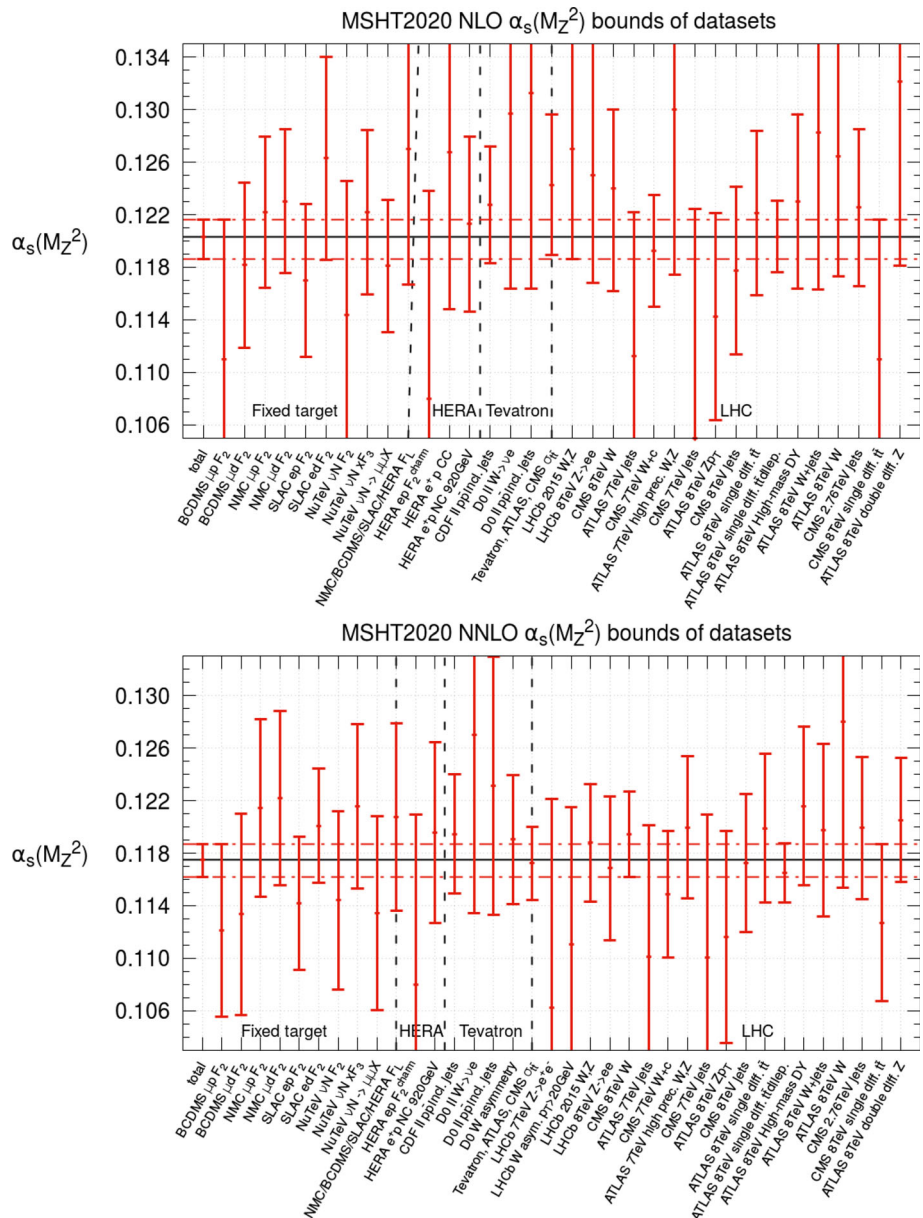 MSHT2020 NLO αs(MZ²) bounds of datasets
0.134
0.130
0.126
0.122
αs(MZ²)
0.118
0.114
0.110
0.106
Fixed target
HERA
Tevatron
LHC
total
BCDMS μp F2
BCDMS μd F2
NMC μp F2
NMC μd F2
SLAC ep F2
SLAC ed F2
NuTeV νN F2
NuTeV νN xF3
NuTeV νN -> μμX
NMC/BCDMS/SLAC/HERA FL
HERA ep F2^charm
HERA e+ p CC
HERA e+p NC 920GeV
CDF II pp incl. jets
D0 II W->νe
D0 II pp incl. jets
Tevatron, ATLAS, CMS σtt
LHCb 2015 W,Z
LHCb 8TeV Z->ee
CMS 8TeV W
ATLAS 7TeV jets
CMS 7TeV W+c
ATLAS 7TeV high prec. W,Z
CMS 7TeV jets
ATLAS 8TeV ZpT
CMS 8TeV jets
ATLAS 8TeV single diff. tt̄
ATLAS 8TeV single diff. tt̄ dilep.
ATLAS 8TeV High-mass DY
ATLAS 8TeV W+jets
ATLAS 8TeV W
CMS 2.76TeV jets
CMS 8TeV single diff. tt̄
ATLAS 8TeV double diff. Z
MSHT2020 NNLO αs(MZ²) bounds of datasets
0.130
0.126
0.122
αs(MZ²)
0.118
0.114
0.110
0.106
Fixed target
HERA
Tevatron
LHC
total
BCDMS μp F2
BCDMS μd F2
NMC μp F2
NMC μd F2
SLAC ep F2
SLAC ed F2
NuTeV νN F2
NuTeV νN xF3
NuTeV νN -> μμX
NMC/BCDMS/SLAC/HERA FL
HERA ep F2^charm
HERA e+p NC 920GeV
CDF II pp incl. jets
D0 II W->νe
D0 II pp incl. jets
D0 W asymmetry
Tevatron, ATLAS, CMS σtt
LHCb 7TeV Z->e+e-
LHCb W asym. pT>20GeV
LHCb 2015 W,Z
LHCb 8TeV Z->ee
CMS 8TeV W
ATLAS 7TeV jets
CMS 7TeV W+c
ATLAS 7TeV high prec. W,Z
CMS 7TeV jets
ATLAS 8TeV ZpT
CMS 8TeV jets
ATLAS 8TeV single diff. tt̄
ATLAS 8TeV single diff. tt̄ dilep.
ATLAS 8TeV High-mass DY
ATLAS 8TeV W+jets
ATLAS 8TeV W
CMS 2.76TeV jets
CMS 8TeV single diff. tt̄
ATLAS 8TeV double diff. Z